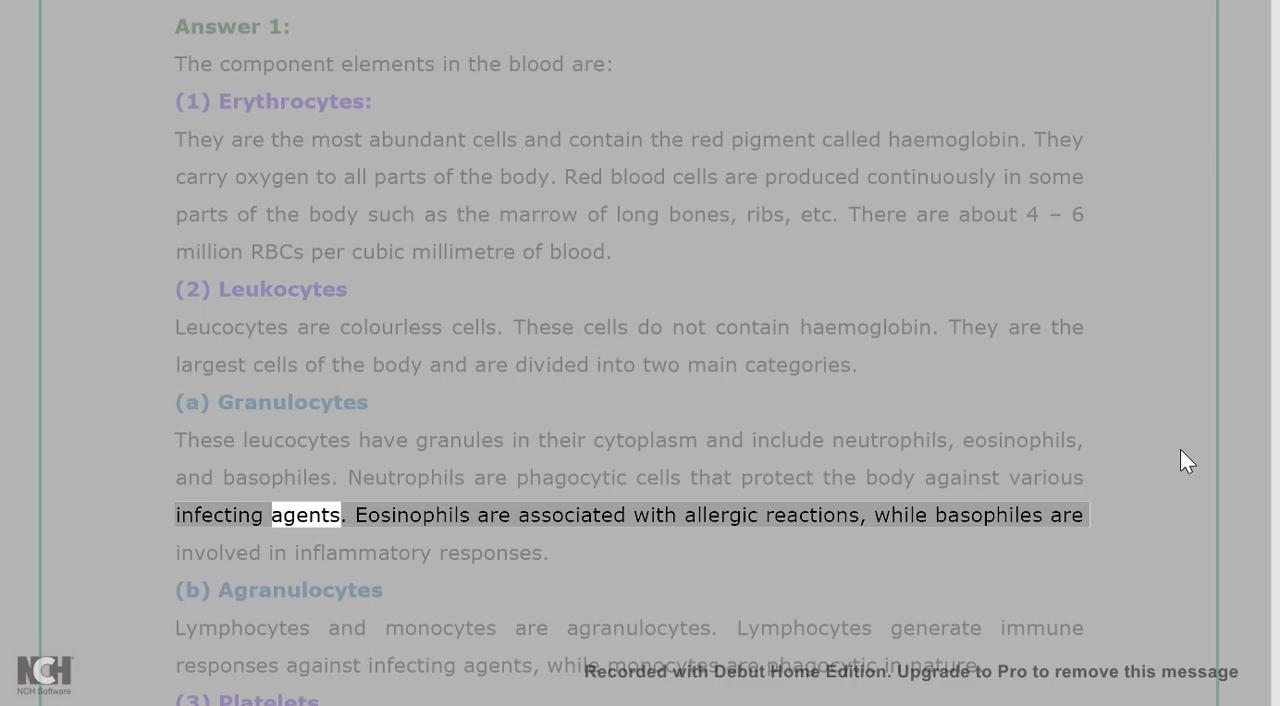 Answer 1:
The component elements in the blood are:
(1) Erythrocytes:
They are the most abundant cells and contain the red pigment called haemoglobin. They
carry oxygen to all parts of the body. Red blood cells are produced continuously in some
parts of the body such as the marrow of long bones, ribs, etc. There are about 4 – 6
million RBCs per cubic millimetre of blood.
(2) Leukocytes
Leucocytes are colourless cells. These cells do not contain haemoglobin. They are the
largest cells of the body and are divided into two main categories.
(a) Granulocytes
These leucocytes have granules in their cytoplasm and include neutrophils, eosinophils,
and basophiles. Neutrophils are phagocytic cells that protect the body against various
infecting agents. Eosinophils are associated with allergic reactions, while basophiles are
involved in inflammatory responses.
(b) Agranulocytes
Lymphocytes and monocytes are agranulocytes. Lymphocytes generate immune
responses against infecting agents, while monocytes are phagocytic in nature.
Recorded with Debut Home Edition. Upgrade to Pro to remove this message
NCH
NCH Software
(3) Platelets